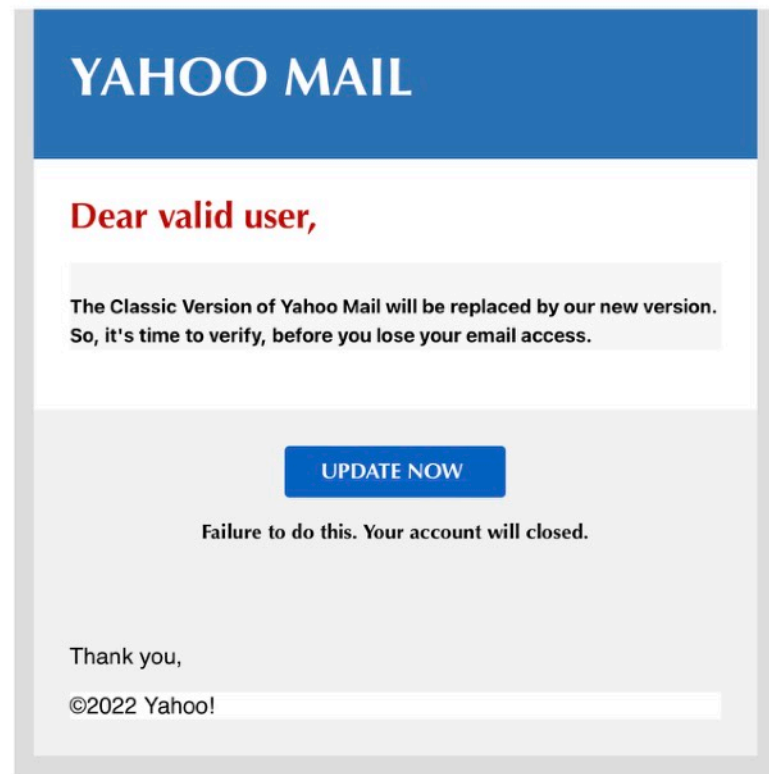 YAHOO MAIL
Dear valid user,
The Classic Version of Yahoo Mail will be replaced by our new version.
So, it's time to verify, before you lose your email access.
UPDATE NOW
Failure to do this. Your account will closed.
Thank you,
©2022 Yahoo!